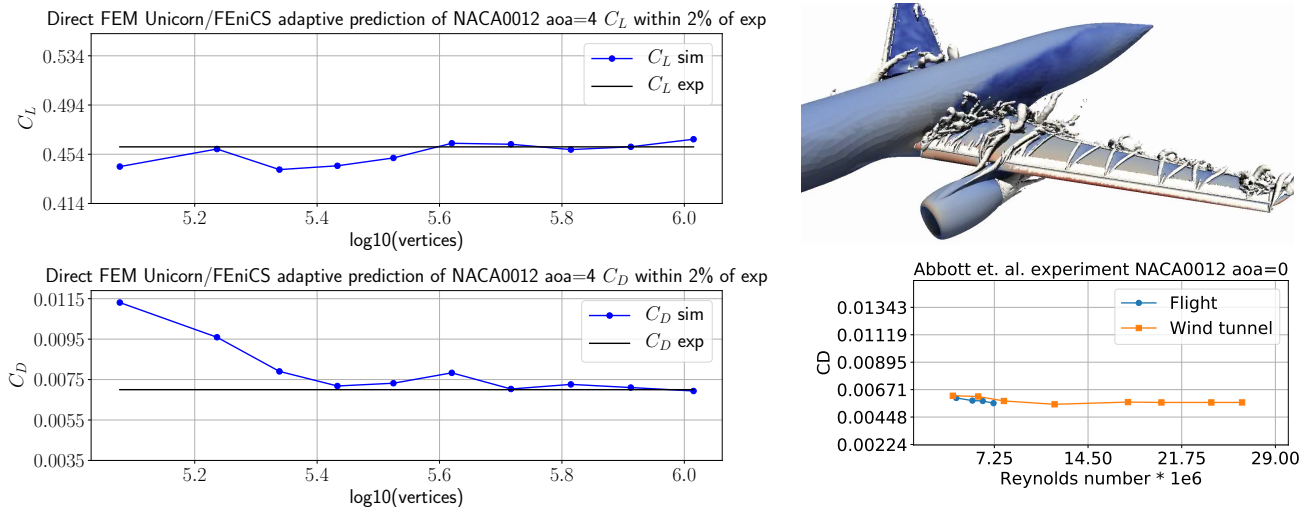 Direct FEM Unicorn/FEniCS adaptive prediction of NACA0012 aoa=4 C_L within 2% of exp
C_L
0.534
0.494
0.454
0.414
C_L sim
C_L exp
5.2 5.4 5.6 5.8 6.0
log10(vertices)
Direct FEM Unicorn/FEniCS adaptive prediction of NACA0012 aoa=4 C_D within 2% of exp
C_D
0.0115
0.0095
0.0075
0.0055
0.0035
C_D sim
C_D exp
5.2 5.4 5.6 5.8 6.0
log10(vertices)
Abbott et. al. experiment NACA0012 aoa=0
CD
0.01343
0.01119
0.00895
0.00671
0.00448
0.00224
Flight
Wind tunnel
7.25 14.50 21.75 29.00
Reynolds number * 1e6